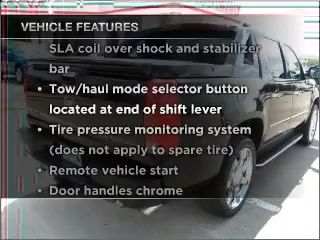 VEHICLE FEATURES
SLA coil over shock and stabilizer
bar
• Tow/haul mode selector button
located at end of shift lever
• Tire pressure monitoring system
(does not apply to spare tire)
• Remote vehicle start
• Door handles chrome